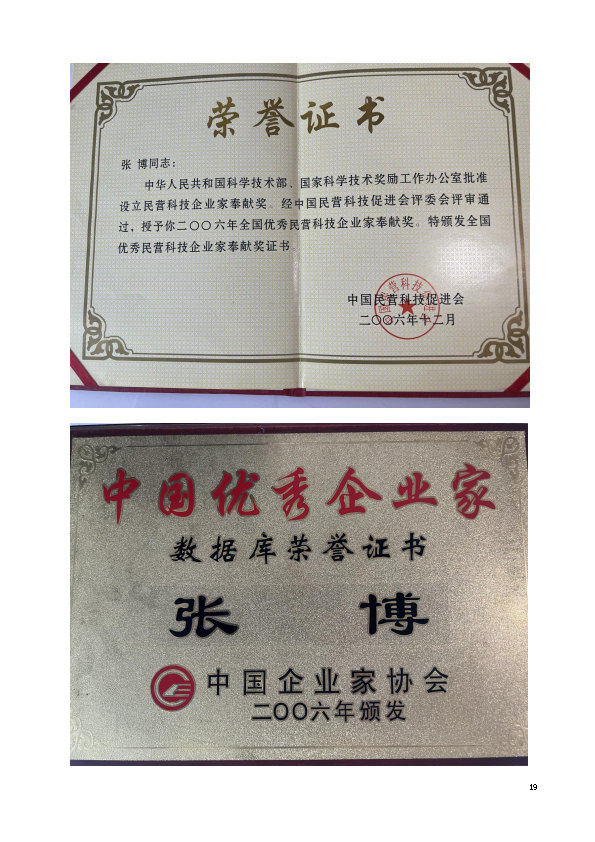 荣誉证书
张 博同志：
中华人民共和国科学技术部、国家科学技术奖励工作办公室批准
设立民营科技企业家奉献奖。经中国民营科技促进会评委会评审通
过，授予你二〇〇六年全国优秀民营科技企业家奉献奖。特颁发全国
优秀民营科技企业家奉献奖证书。
中国民营科技促进会
二〇〇六年十二月
中国优秀企业家
数据库荣誉证书
张 博
中国企业家协会
二〇〇六年颁发
19